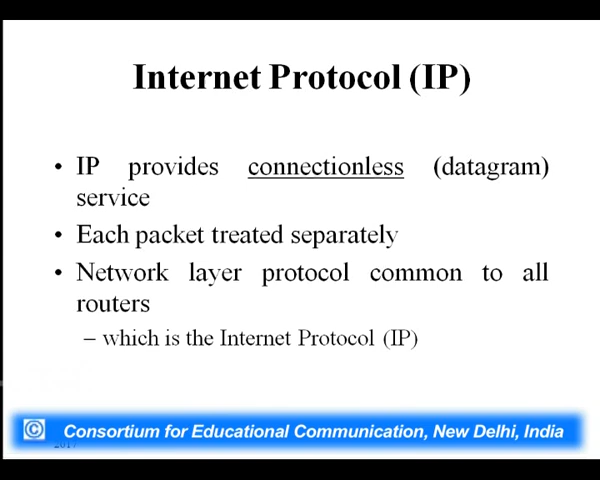 Internet Protocol (IP)
• IP provides connectionless (datagram)
service
• Each packet treated separately
• Network layer protocol common to all
routers
– which is the Internet Protocol (IP)
© Consortium for Educational Communication, New Delhi, India